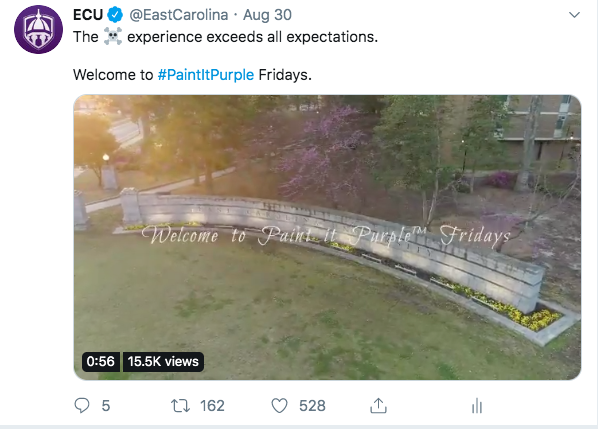 ECU @EastCarolina · Aug 30
The ☠️ experience exceeds all expectations.
Welcome to #PaintItPurple Fridays.
Welcome to Paint it Purple™ Fridays
0:56 15.5K views
5 162 528